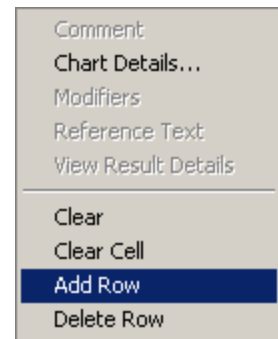 Comment
Chart Details...
Modifiers
Reference Text
View Result Details
Clear
Clear Cell
Add Row
Delete Row